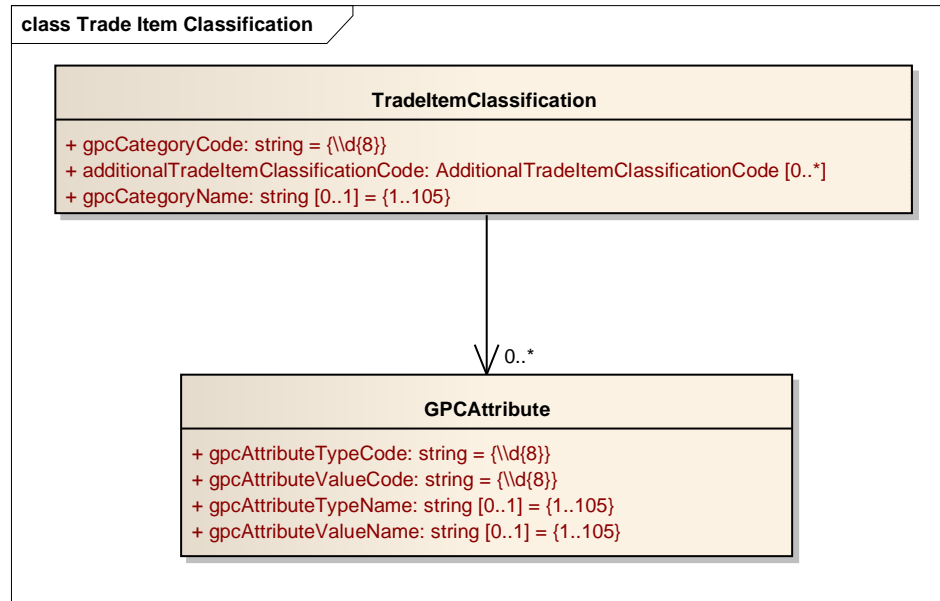 class Trade Item Classification
TradeItemClassification
+ gpcCategoryCode: string = {\\d{8}}
+ additionalTradeItemClassificationCode: AdditionalTradeItemClassificationCode [0..*]
+ gpcCategoryName: string [0..1] = {1..105}
0..*
GPCAttribute
+ gpcAttributeTypeCode: string = {\\d{8}}
+ gpcAttributeValueCode: string = {\\d{8}}
+ gpcAttributeTypeName: string [0..1] = {1..105}
+ gpcAttributeValueName: string [0..1] = {1..105}